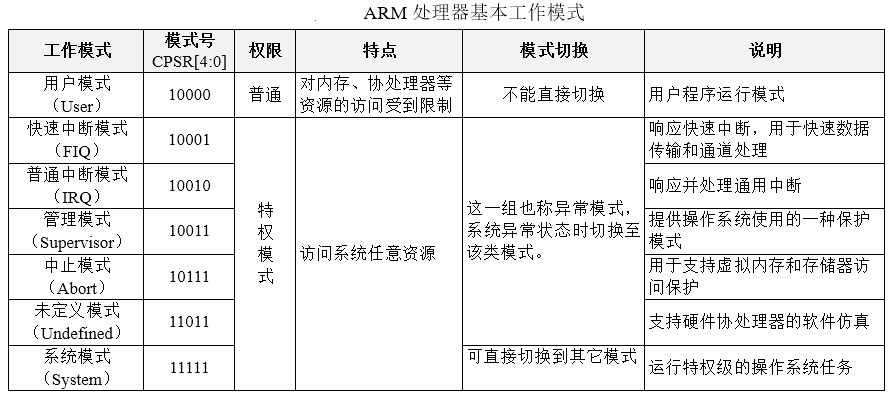 ARM 处理器基本工作模式
工作模式
模式号
CPSR[4:0]
权限
特点
模式切换
说明
用户模式
（User）
10000
普通
对内存、协处理器等
资源的访问受到限制
不能直接切换
用户程序运行模式
快速中断模式
（FIQ）
10001
特
权
模
式
访问系统任意资源
这一组也称异常模式，
系统异常状态时切换至
该类模式。
响应快速中断，用于快速数据
传输和通道处理
普通中断模式
（IRQ）
10010
响应并处理通用中断
管理模式
（Supervisor）
10011
提供操作系统使用的一种保护
模式
中止模式
（Abort）
10111
用于支持虚拟内存和存储器访
问保护
未定义模式
（Undefined）
11011
支持硬件协处理器的软件仿真
系统模式
（System）
11111
可直接切换到其它模式
运行特权级的操作系统任务